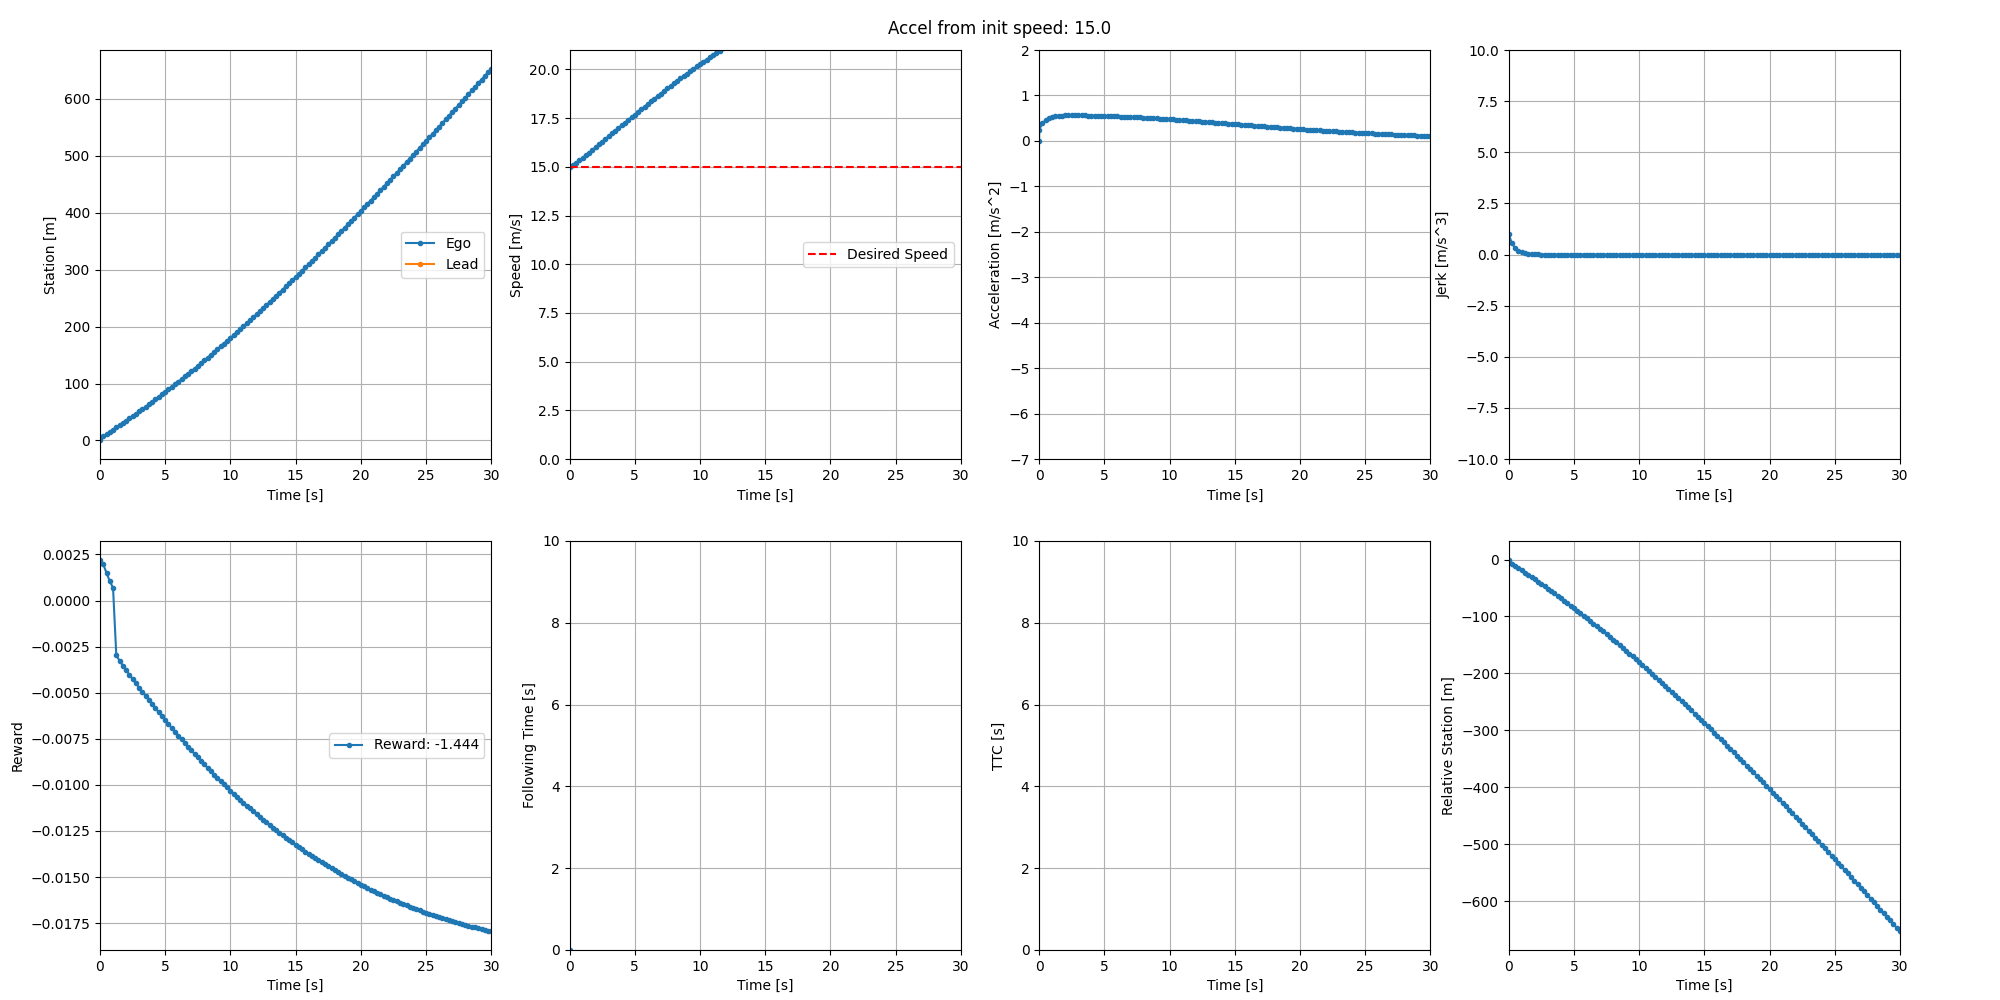 Accel from init speed: 15.0
Station [m]
600
500
400
300
200
100
0
Ego
Lead
0 5 10 15 20 25 30
Time [s]
Speed [m/s]
20.0
17.5
15.0
12.5
10.0
7.5
5.0
2.5
0.0
Desired Speed
0 5 10 15 20 25 30
Time [s]
Acceleration [m/s^2]
2
1
0
−1
−2
−3
−4
−5
−6
−7
0 5 10 15 20 25 30
Time [s]
Jerk [m/s^3]
10.0
7.5
5.0
2.5
0.0
−2.5
−5.0
−7.5
−10.0
0 5 10 15 20 25 30
Time [s]
Reward
0.0025
0.0000
−0.0025
−0.0050
−0.0075
−0.0100
−0.0125
−0.0150
−0.0175
Reward: -1.444
0 5 10 15 20 25 30
Time [s]
Following Time [s]
10
8
6
4
2
0
0 5 10 15 20 25 30
Time [s]
TTC [s]
10
8
6
4
2
0
0 5 10 15 20 25 30
Time [s]
Relative Station [m]
0
−100
−200
−300
−400
−500
−600
0 5 10 15 20 25 30
Time [s]